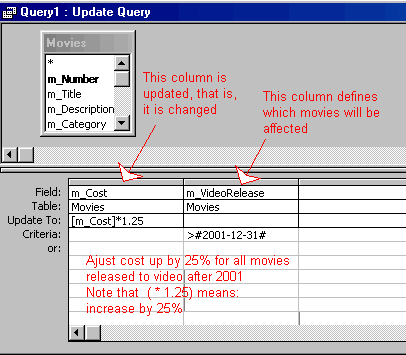 Query1 : Update Query
Movies
*
m_Number
m_Title
m_Description
m_Category
This column is
updated, that is,
it is changed
This column defines
which movies will be
affected
Field: m_Cost m_VideoRelease
Table: Movies Movies
Update To: [m_Cost]*1.25
Criteria: >#2001-12-31#
or:
Ajust cost up by 25% for all movies
released to video after 2001
Note that ( * 1.25) means:
increase by 25%